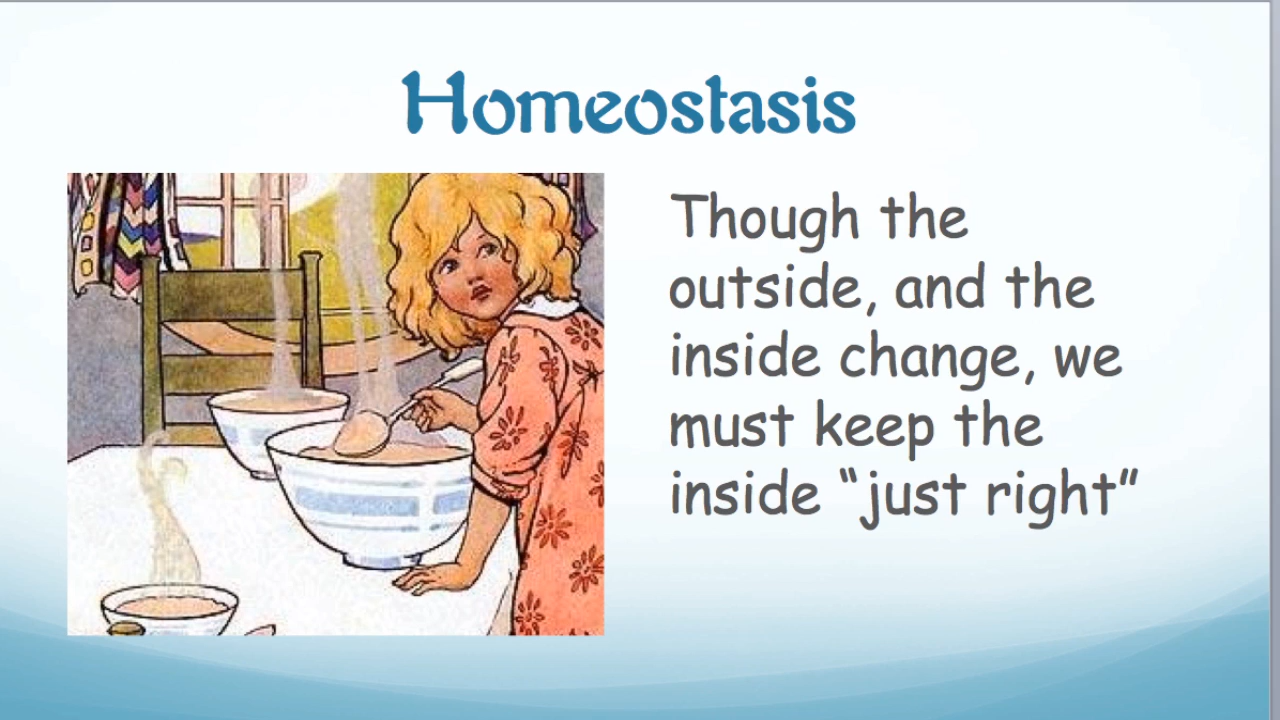 Homeostasis
Though the
outside, and the
inside change, we
must keep the
inside “just right”